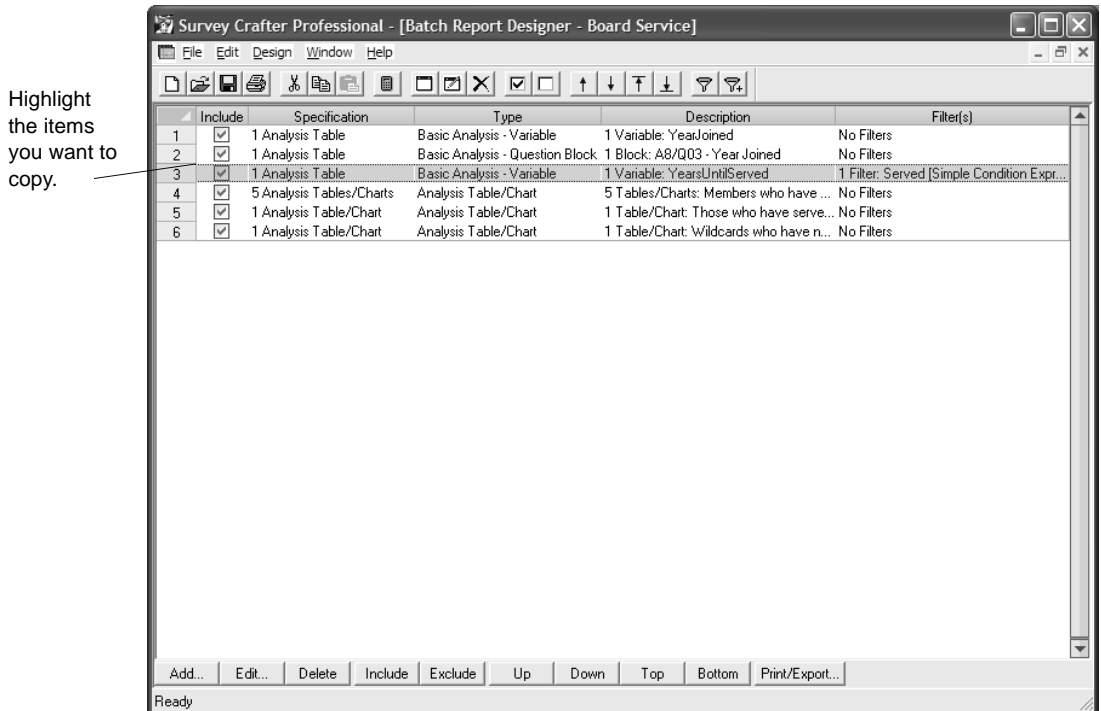 Survey Crafter Professional - [Batch Report Designer - Board Service]
File Edit Design Window Help
Highlight
the items
you want to
copy.
Include Specification Type Description Filter(s)
1 1 Analysis Table Basic Analysis - Variable 1 Variable: YearJoined No Filters
2 1 Analysis Table Basic Analysis - Question Block 1 Block: A8/Q03 - Year Joined No Filters
3 1 Analysis Table Basic Analysis - Variable 1 Variable: YearsUntilServed 1 Filter: Served [Simple Condition Expr...
4 5 Analysis Tables/Charts Analysis Table/Chart 5 Tables/Charts: Members who have ... No Filters
5 1 Analysis Table/Chart Analysis Table/Chart 1 Table/Chart: Those who have serve... No Filters
6 1 Analysis Table/Chart Analysis Table/Chart 1 Table/Chart: Wildcards who have n... No Filters
Add... Edit... Delete Include Exclude Up Down Top Bottom Print/Export...
Ready